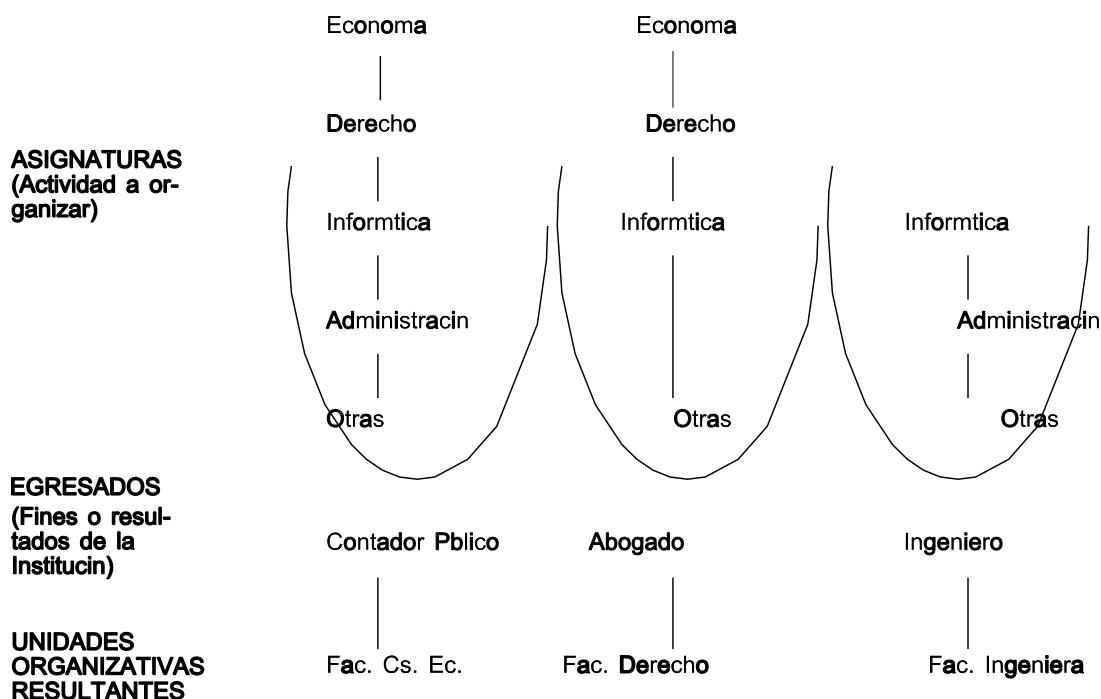 Economa Economa
Derecho Derecho
ASIGNATURAS
(Actividad a or-
ganizar)
Informtica Informtica Informtica
Administracin Administracin
Otras Otras Otras
EGRESADOS
(Fines o resul-
tados de la
Institucin)
Contador Pblico Abogado Ingeniero
UNIDADES
ORGANIZATIVAS
RESULTANTES
Fac. Cs. Ec. Fac. Derecho Fac. Ingeniera